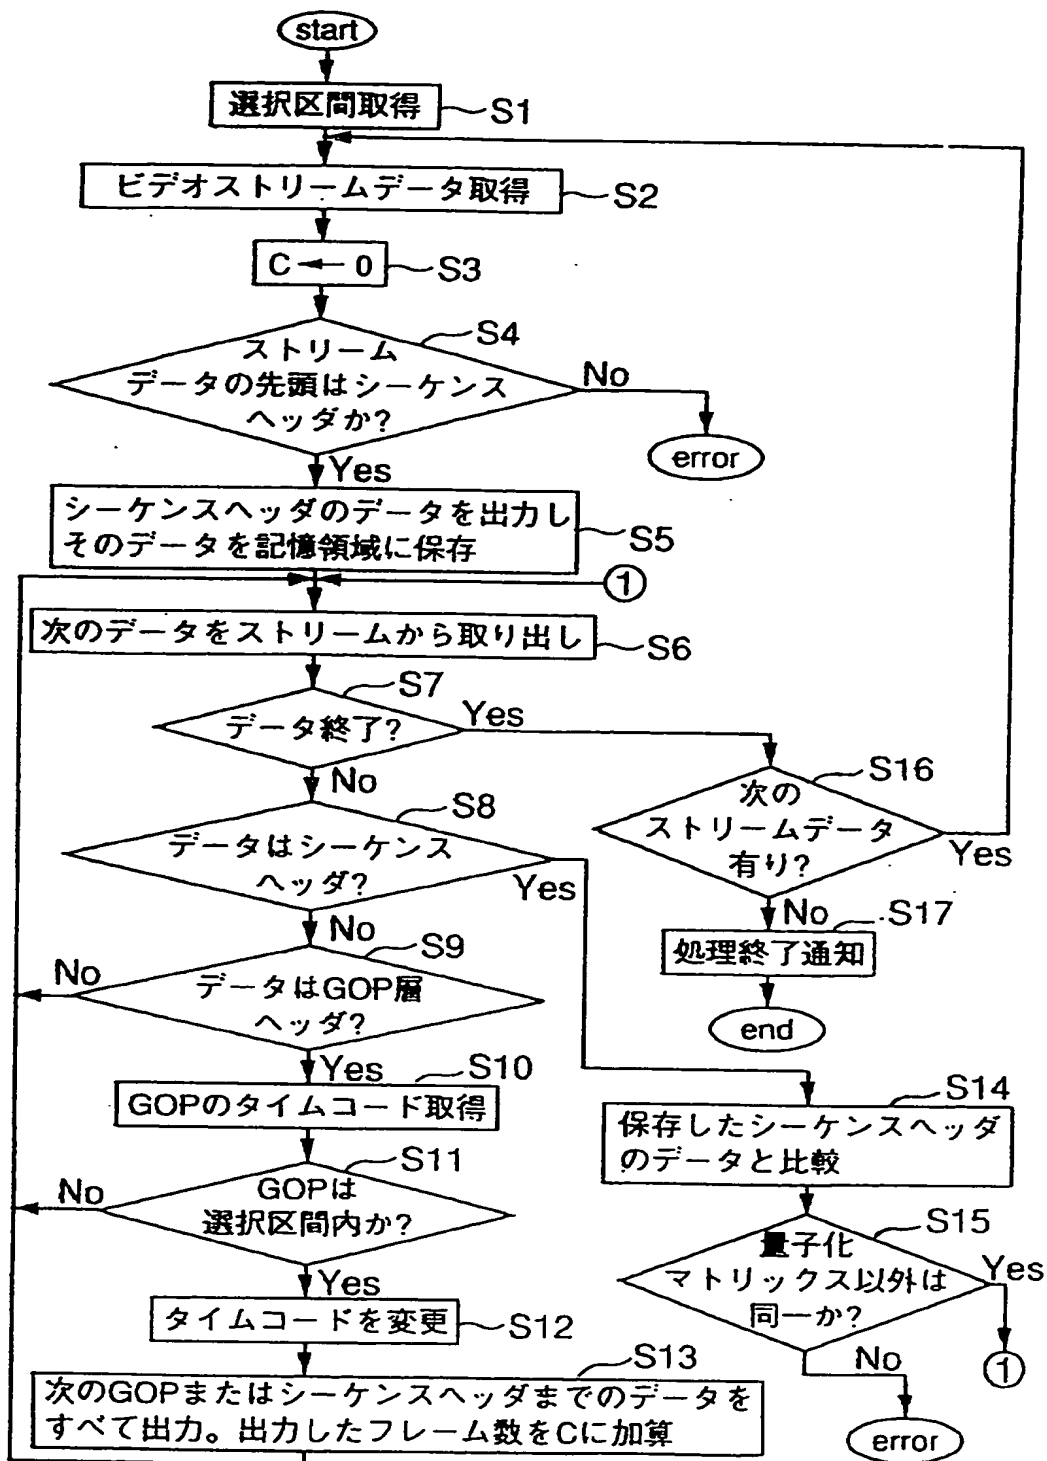 start
選択区間取得
S1
ビデオストリームデータ取得
S2
C ← 0
S3
ストリーム
データの先頭はシーケンス
ヘッダか?
S4
No
error
Yes
シーケンスヘッダのデータを出力し
そのデータを記憶領域に保存
S5
①
次のデータをストリームから取り出し
S6
データ終了?
S7
Yes
No
次の
ストリームデータ
有り?
S16
Yes
No
データはシーケンス
ヘッダ?
S8
Yes
No
処理終了通知
S17
end
データはGOP層
ヘッダ?
S9
No
Yes
GOPのタイムコード取得
S10
保存したシーケンスヘッダ
のデータと比較
S14
GOPは
選択区間内か?
S11
No
Yes
量子化
マトリックス以外は
同一か?
S15
Yes
①
No
error
タイムコードを変更
S12
次のGOPまたはシーケンスヘッダまでのデータを
すべて出力。出力したフレーム数をCに加算
S13